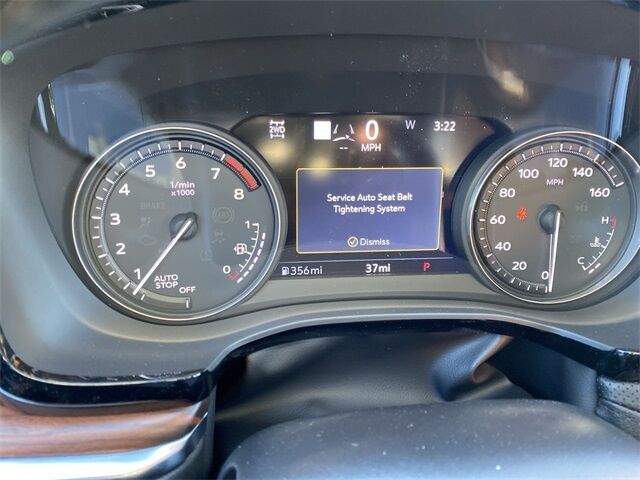 2WD
0
MPH
W
3:22
Service Auto Seat Belt
Tightening System
Dismiss
356mi
37mi
P
1
2
3
4
5
6
7
8
1/min
x1000
BRAKE
AUTO
STOP
OFF
1
0
0
20
40
60
80
100
120
140
160
MPH
H
C